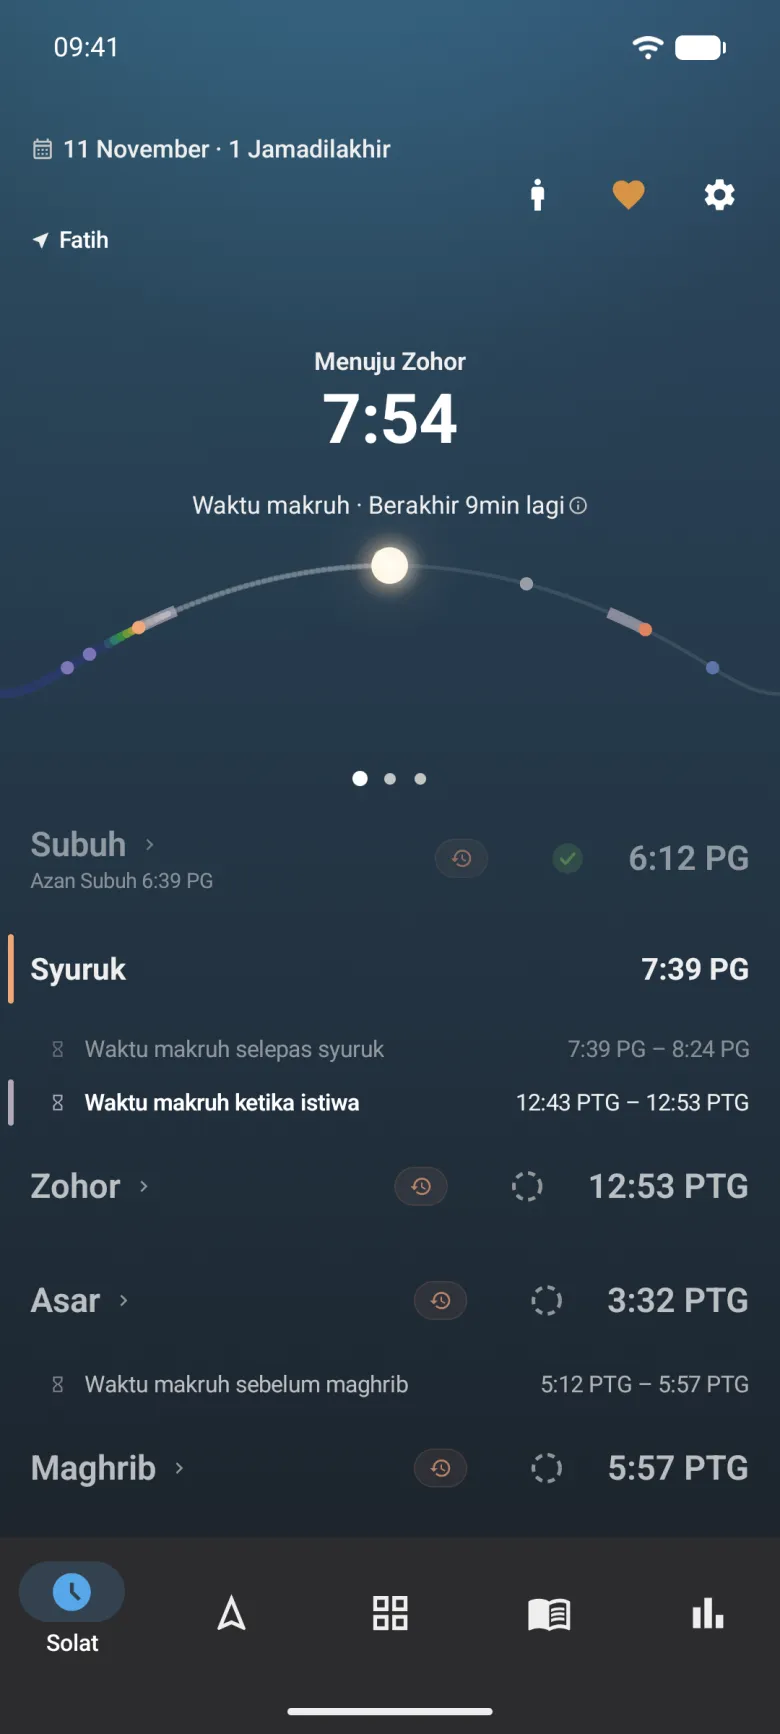 09:41
11 November · 1 Jamadilakhir
Fatih
Menuju Zohor
7:54
Waktu makruh · Berakhir 9min lagi
Subuh
Azan Subuh 6:39 PG
6:12 PG
Syuruk 7:39 PG
Waktu makruh selepas syuruk 7:39 PG – 8:24 PG
Waktu makruh ketika istiwa 12:43 PTG – 12:53 PTG
Zohor 12:53 PTG
Asar 3:32 PTG
Waktu makruh sebelum maghrib 5:12 PTG – 5:57 PTG
Maghrib 5:57 PTG
Solat